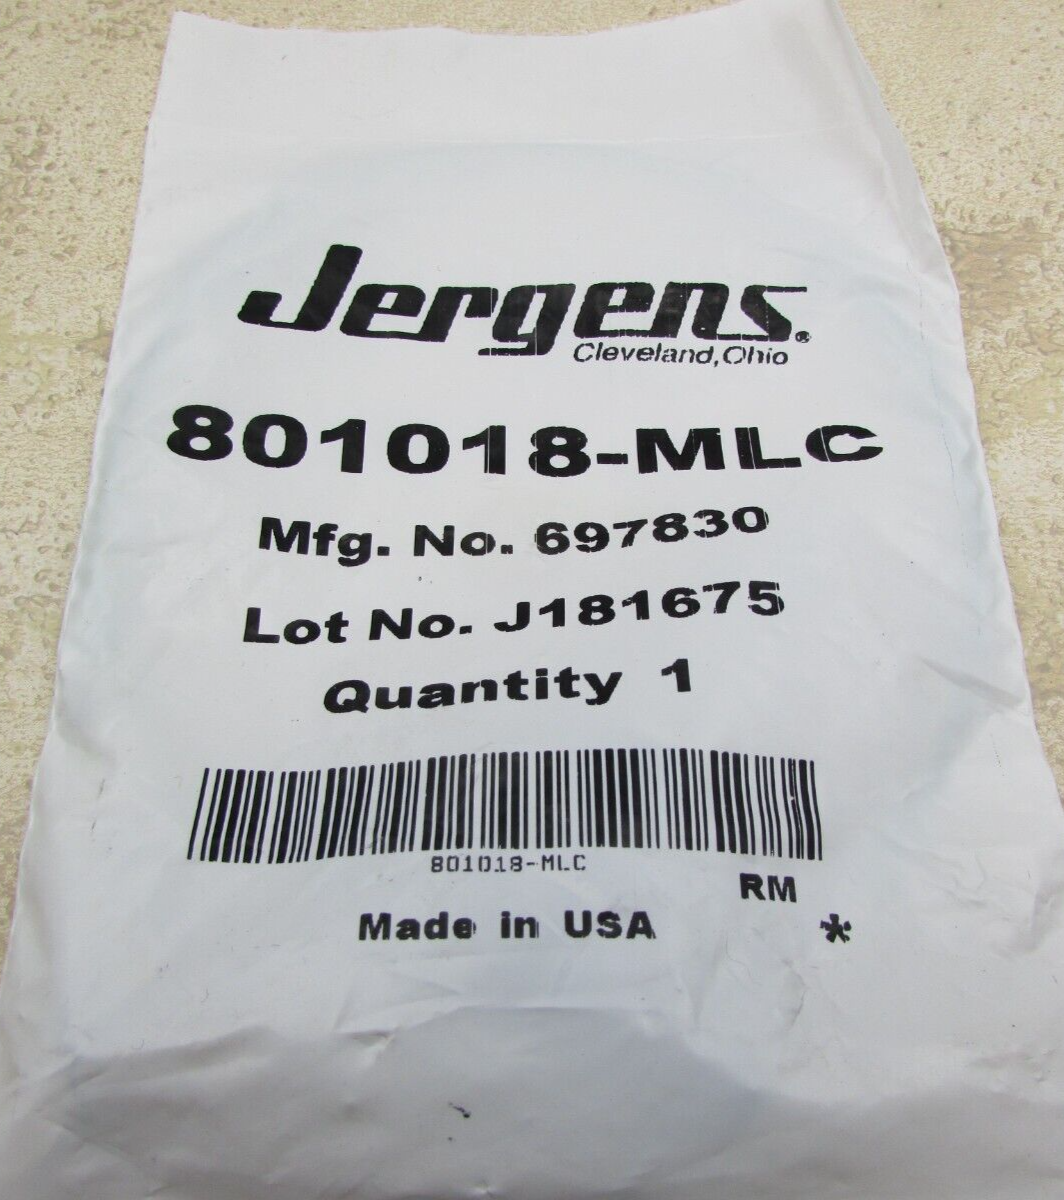 Jergens®
Cleveland, Ohio
801018-MLC
Mfg. No. 697830
Lot No. J181675
Quantity 1
801018-MLC
RM
Made in USA *